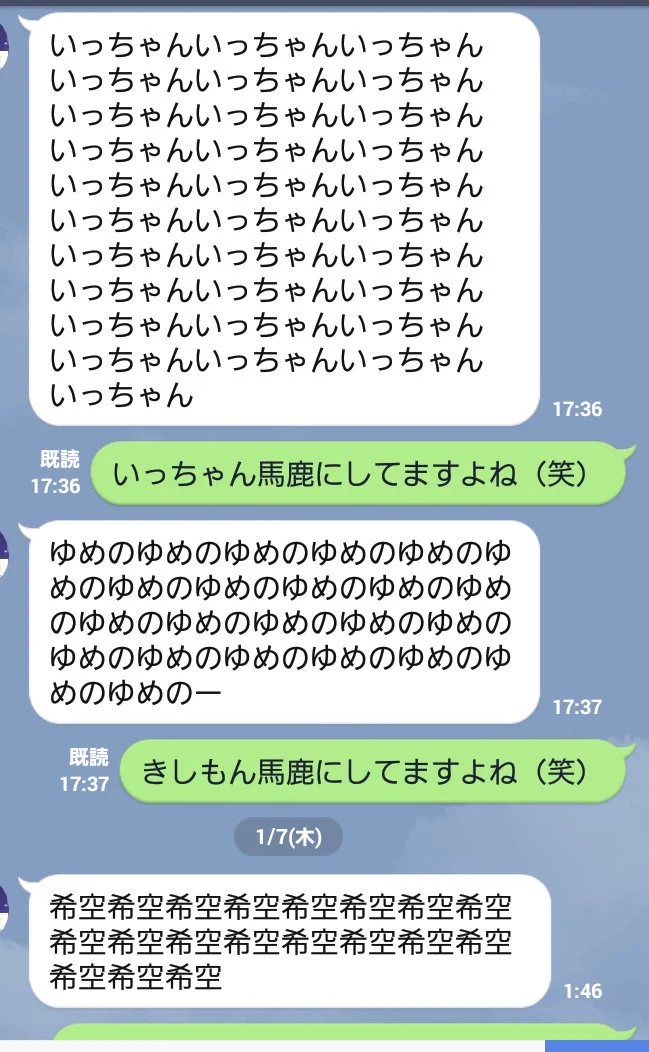 いっちゃんいっちゃんいっちゃん
いっちゃんいっちゃんいっちゃん
いっちゃんいっちゃんいっちゃん
いっちゃんいっちゃんいっちゃん
いっちゃんいっちゃんいっちゃん
いっちゃんいっちゃんいっちゃん
いっちゃんいっちゃんいっちゃん
いっちゃんいっちゃんいっちゃん
いっちゃんいっちゃんいっちゃん
いっちゃんいっちゃんいっちゃん
いっちゃん
17:36
既読
17:36
いっちゃん馬鹿にしてますよね（笑）
ゆめのゆめのゆめのゆめのゆめのゆ
めのゆめのゆめのゆめのゆめのゆめ
のゆめのゆめのゆめのゆめのゆめの
ゆめのゆめのゆめのゆめのゆめのゆ
めのゆめのー
17:37
既読
17:37
きしもん馬鹿にしてますよね（笑）
1/7(木)
希空希空希空希空希空希空希空希空
希空希空希空希空希空希空希空希空
希空希空希空
1:46